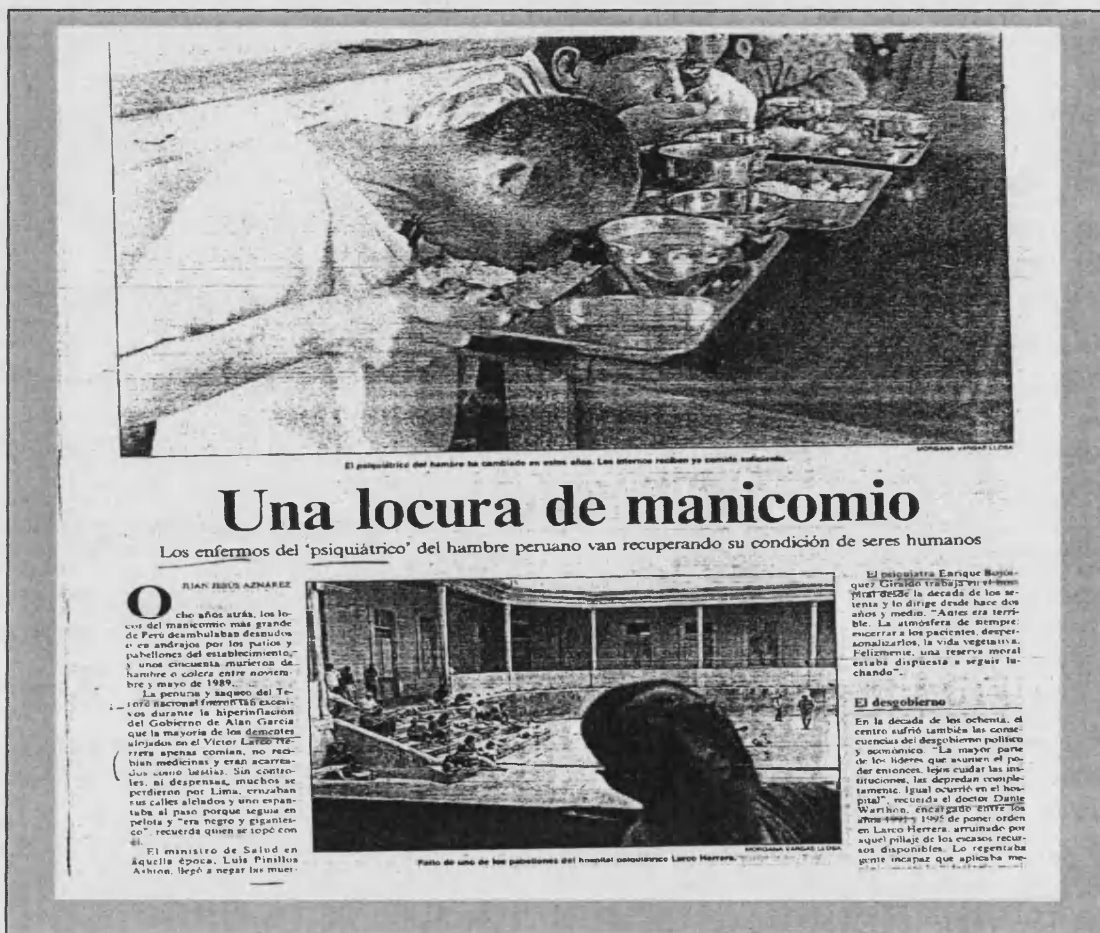 MORGANA VARGAS LLOSA
El psiquiátrico del hambre ha cambiado en estos años. Los internos reciben ya comida suficiente.
Una locura de manicomio
Los enfermos del 'psiquiátrico' del hambre peruano van recuperando su condición de seres humanos
JUAN JESÚS AZNÁREZ
Ocho años atrás, los lo-
cos del manicomio más grande
de Perú deambulaban desnudos
o en andrajos por los patios y
pabellones del establecimiento,
y unos cincuenta murieron de
hambre o cólera entre noviem-
bre y mayo de 1989.
La penuria y saqueo del Te-
soro nacional fueron tan excesi-
vos durante la hiperinflación
del Gobierno de Alan García
que la mayoría de los dementes
alojados en el Víctor Larco He-
rrera apenas comían, no reci-
bían medicinas y eran acarrea-
dos como bestias. Sin contro-
les, ni despensa, muchos se
perdieron por Lima, cruzaban
sus calles alelados y uno espan-
taba al paso porque seguía en
pelota y "era negro y gigantes-
co", recuerda quien se topó con
él.
El ministro de Salud en
aquella época, Luis Pinillos
Ashton, llegó a negar las muer-
MORGANA VARGAS LLOSA
Patio de uno de los pabellones del hospital psiquiátrico Larco Herrera.
El psiquiatra Enrique Bojór-
quez Giraldo trabaja en el hos-
pital desde la década de los se-
tenta y lo dirige desde hace dos
años y medio. "Antes era terri-
ble. La atmósfera de siempre:
encerrar a los pacientes, desper-
sonalizarlos, la vida vegetativa.
Felizmente, una reserva moral
estaba dispuesta a seguir lu-
chando".
El desgobierno
En la década de los ochenta, el
centro sufrió también las conse-
cuencias del desgobierno político
y económico. "La mayor parte
de los líderes que asumen el po-
der entonces, lejos cuidar las ins-
tituciones, las depredan comple-
tamente. Igual ocurrió en el hos-
pital", recuerda el doctor Dante
Warthon, encargado entre los
años 1991 y 1995 de poner orden
en Larco Herrera, arruinado por
aquel pillaje de los escasos recur-
sos disponibles. Lo regentaba
gente incapaz que aplicaba me-